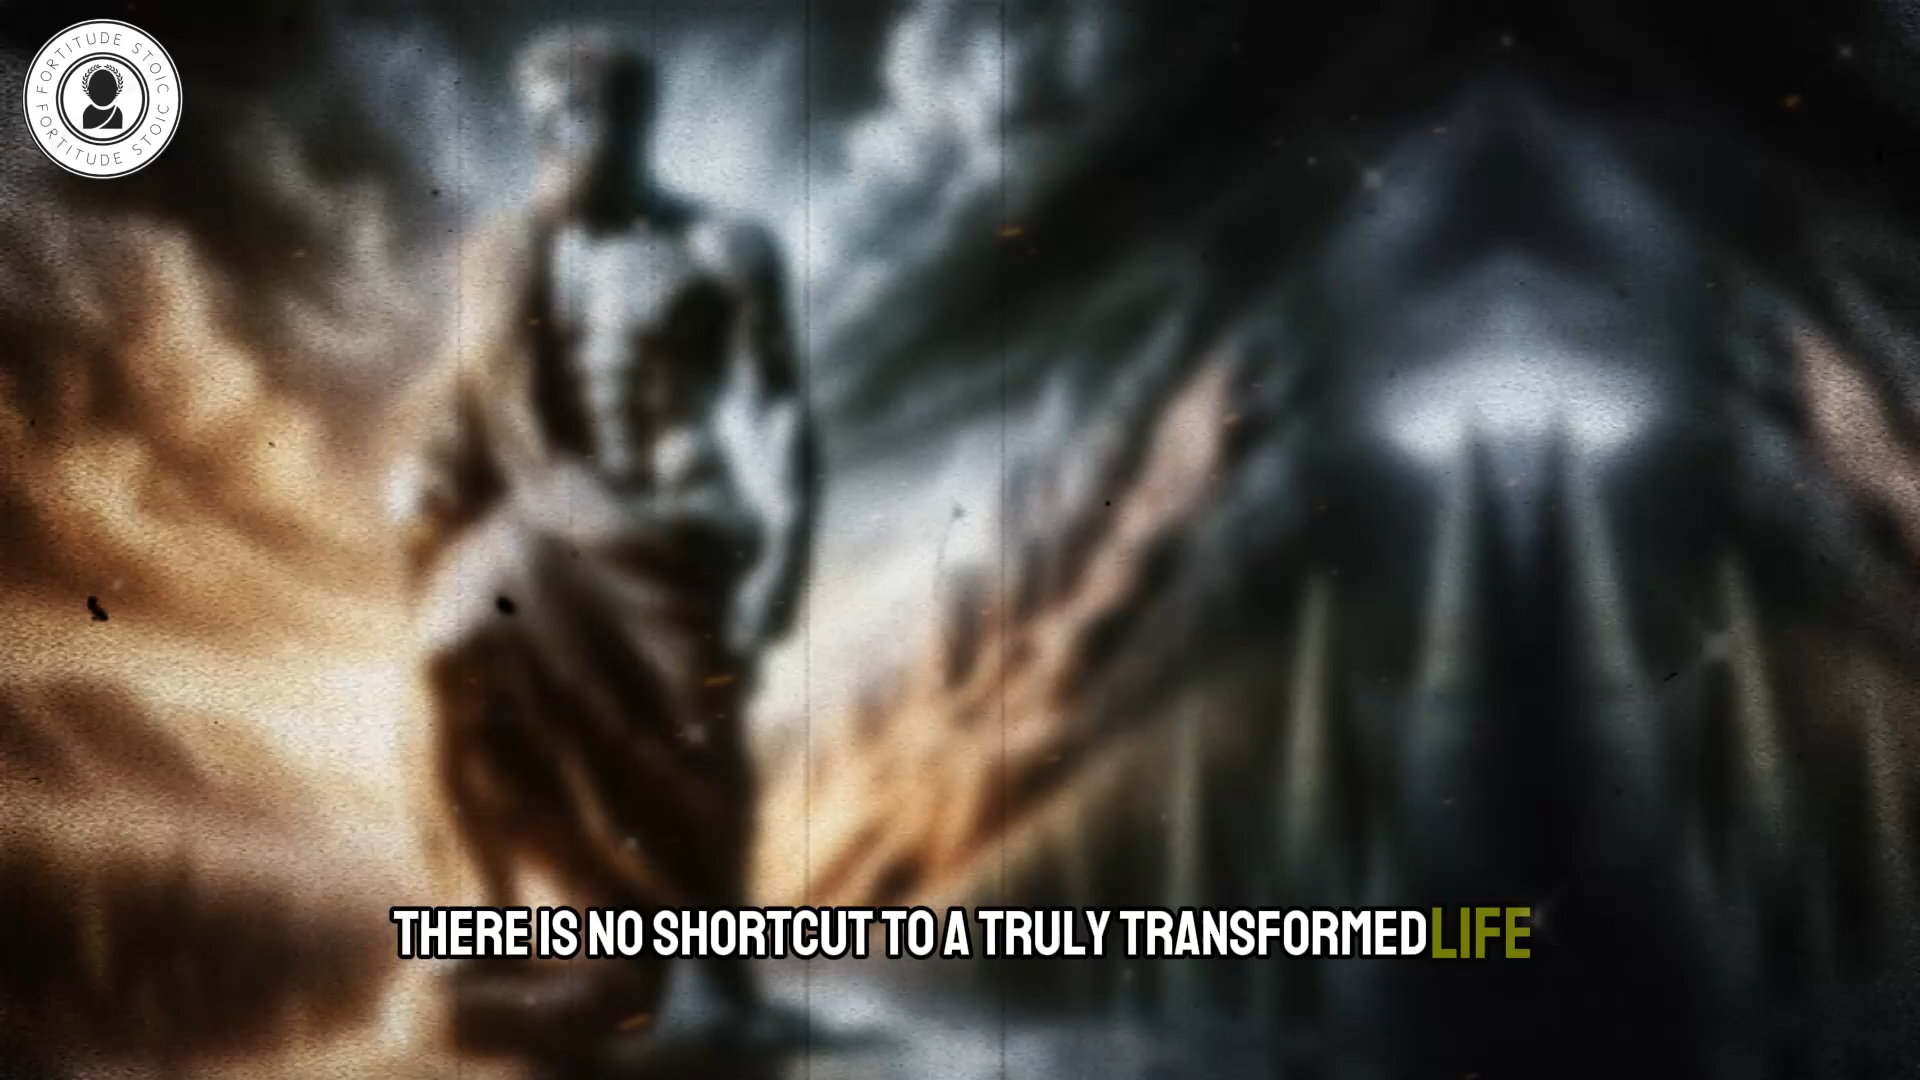 FORTITUDE STOIC
FORTITUDE STOIC
THERE IS NO SHORTCUT TO A TRULY TRANSFORMED LIFE